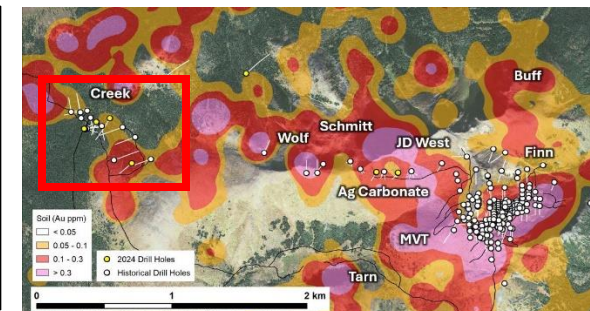 Buff
Creek
Schmitt
Wolf
JD West
Finn
Ag Carbonate
MVT
Tarn
Soil (Au ppm)
< 0.05
0.05 - 0.1
0.1 - 0.3
> 0.3
2024 Drill Holes
Historical Drill Holes
0 1 2 km